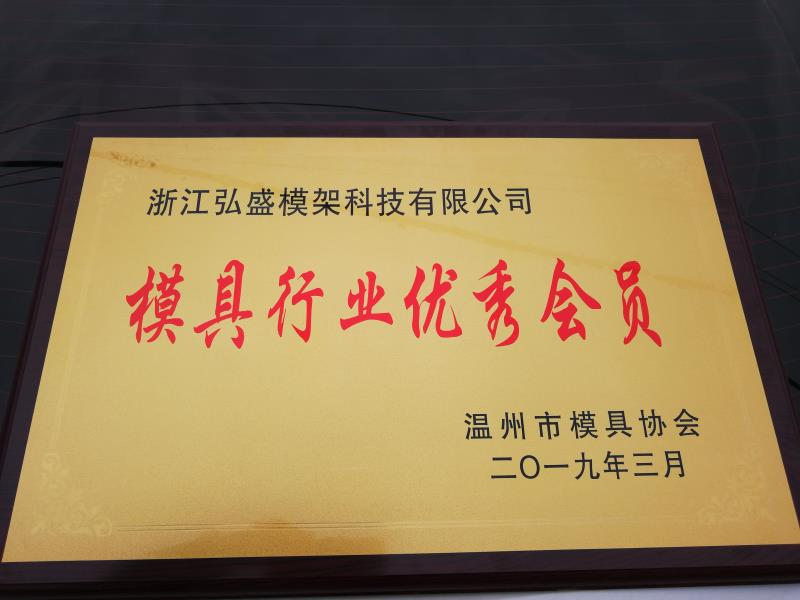 浙江弘盛模架科技有限公司
模具行业优秀会员
温州市模具协会
二〇一九年三月